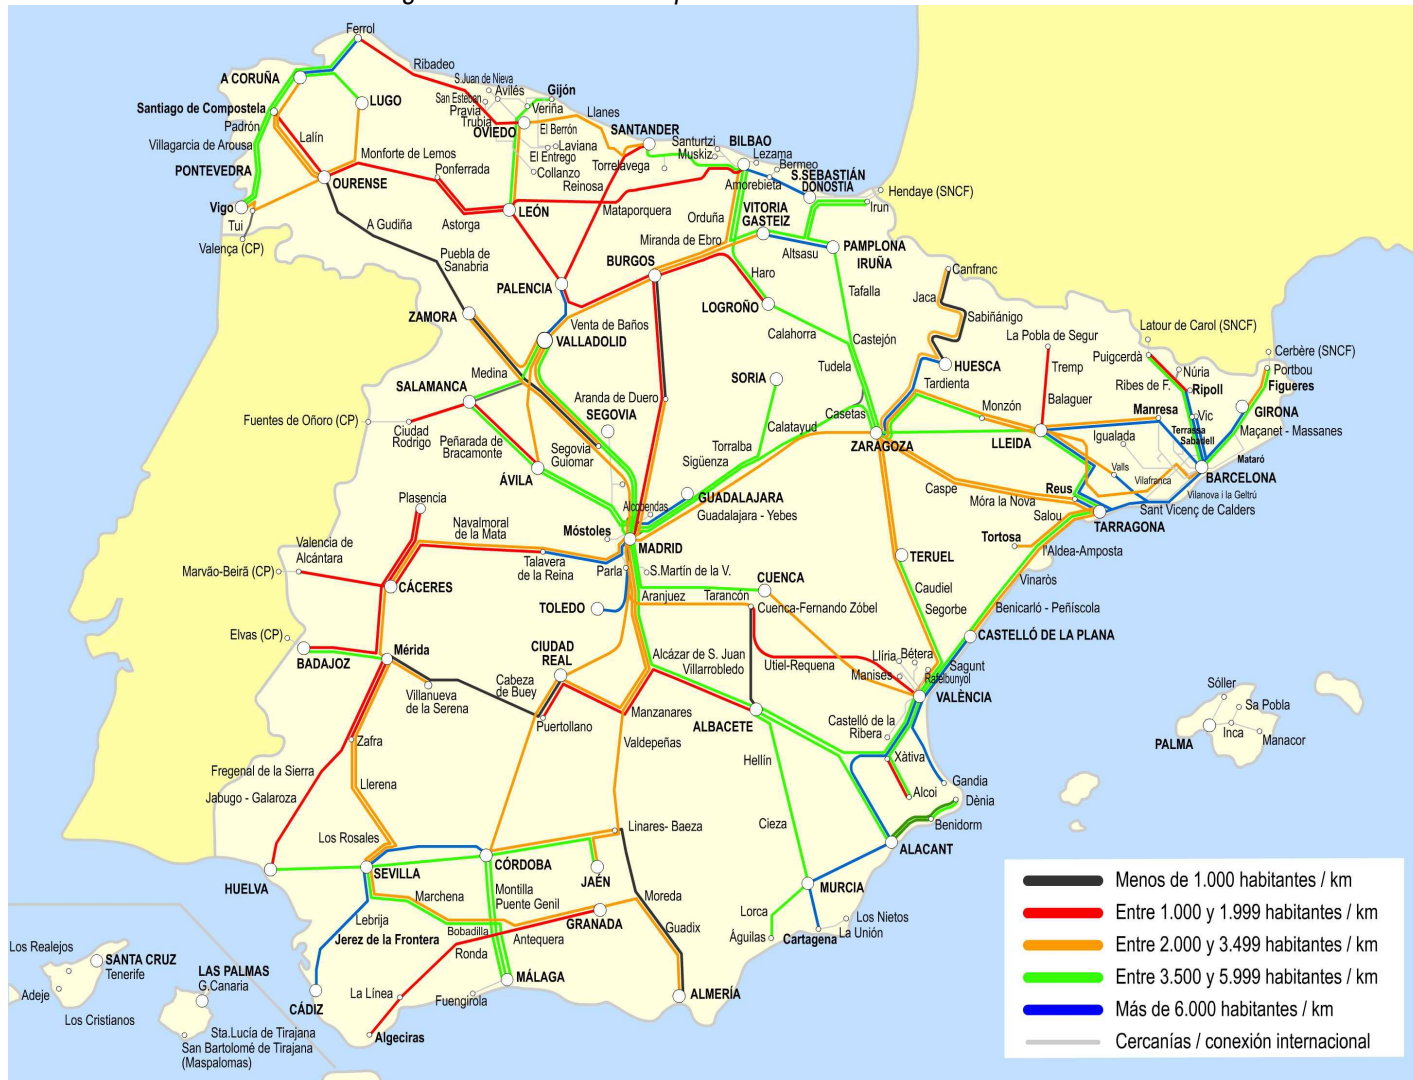 Ferrol
A CORUÑA
Ribadeo
S.Juan de Nieva
Avilés
Gijón
LUGO
San Esteben
Pravia
Veriña
Santiago de Compostela
Trubia
OVIEDO
El Berrón
Llanes
SANTANDER
Santurtzi
Muskiz
BILBAO
Lezama
Bermeo
Padrón
Lalín
Villagarcia de Arousa
Laviana
El Entrego
Collanzo
Torrelavega
Amorebieta
S.SEBASTIÁN
DONOSTIA
Hendaye (SNCF)
Irun
PONTEVEDRA
Monforte de Lemos
Ponferrada
OURENSE
Reinosa
Mataporquera
Orduña
VITORIA
GASTEIZ
Vigo
Tui
Valença (CP)
A Gudiña
Astorga
LEÓN
Miranda de Ebro
Altsasu
PAMPLONA
IRUÑA
Puebla de
Sanabria
BURGOS
Haro
Tafalla
Canfranc
Jaca
Sabiñánigo
PALENCIA
LOGROÑO
ZAMORA
Venta de Baños
VALLADOLID
Calahorra
Castejón
HUESCA
La Pobla de Segur
Latour de Carol (SNCF)
Puigcerdà
Cerbère (SNCF)
Portbou
Medina
SALAMANCA
SORIA
Tudela
Tardienta
Tremp
Núria
Ribes de F.
Ripoll
Figueres
Aranda de Duero
SEGOVIA
Balaguer
Monzón
Manresa
Vic
GIRONA
Fuentes de Oñoro (CP)
Ciudad
Rodrigo
Casetas
Calatayud
Maçanet - Massanes
Terrassa
Sabadell
Igualada
Peñarada de
Bracamonte
Segovia
Guiomar
Torralba
Sigüenza
ZARAGOZA
LLEIDA
Mataró
ÁVILA
Valls
Vilafranca
BARCELONA
Caspe
Reus
Vilanova i la Geltrú
Sant Vicenç de Calders
Plasencia
Alcobendas
GUADALAJARA
Guadalajara - Yebes
Móra la Nova
Salou
TARRAGONA
Navalmoral
de la Mata
Móstoles
MADRID
Tortosa
l'Aldea-Amposta
Valencia de
Alcántara
Marvão-Beirã (CP)
Talavera
de la Reina
Parla
S.Martín de la V.
TERUEL
CÁCERES
CUENCA
Vinaròs
TOLEDO
Aranjuez
Tarancón
Cuenca-Fernando Zóbel
Caudiel
Segorbe
Benicarló - Peñíscola
Elvas (CP)
BADAJOZ
Mérida
CIUDAD
REAL
Alcázar de S. Juan
Villarrobledo
Utiel-Requena
Llíria
Bétera
Manises
Sagunt
Rafelbunyol
CASTELLÓ DE LA PLANA
Villanueva
de la Serena
Cabeza
de Buey
VALÈNCIA
Sóller
Sa Pobla
Inca
PALMA
Manacor
Puertollano
Manzanares
ALBACETE
Castelló de la
Ribera
Valdepeñas
Zafra
Hellín
Xàtiva
Fregenal de la Sierra
Jabugo - Galaroza
Llerena
Gandia
Alcoi
Dènia
Benidorm
Los Rosales
Linares- Baeza
Cieza
ALACANT
HUELVA
SEVILLA
CÓRDOBA
JAÉN
MURCIA
Marchena
Montilla
Puente Genil
Moreda
Lebrija
Bobadilla
GRANADA
Guadix
Lorca
Águilas
Los Nietos
La Unión
Cartagena
Jerez de la Frontera
Antequera
Ronda
MÁLAGA
CÁDIZ
La Línea
Fuengirola
ALMERÍA
Algeciras
Los Realejos
SANTA CRUZ
Tenerife
Adeje
Los Cristianos
LAS PALMAS
G.Canaria
Sta.Lucía de Tirajana
San Bartolomé de Tirajana
(Maspalomas)
Menos de 1.000 habitantes / km
Entre 1.000 y 1.999 habitantes / km
Entre 2.000 y 3.499 habitantes / km
Entre 3.500 y 5.999 habitantes / km
Más de 6.000 habitantes / km
Cercanías / conexión internacional